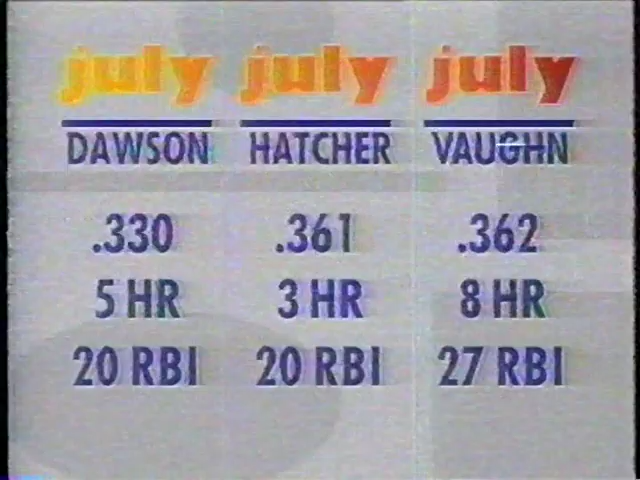 july july july
DAWSON HATCHER VAUGHN
.330 .361 .362
5 HR 3 HR 8 HR
20 RBI 20 RBI 27 RBI